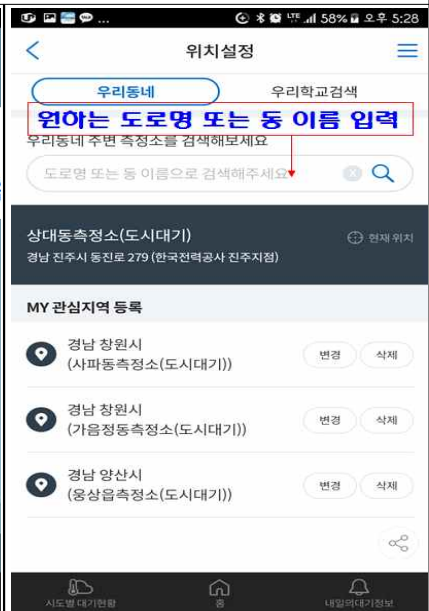 LTE 58% 오후 5:28
위치설정
우리동네 우리학교검색
원하는 도로명 또는 동 이름 입력
우리동네 주변 측정소를 검색해보세요
도로명 또는 동 이름으로 검색해주세요
상대동측정소(도시대기) 현재 위치
경남 진주시 동진로 279 (한국전력공사 진주지점)
MY 관심지역 등록
경남 창원시
(사파동측정소(도시대기)) 변경 삭제
경남 창원시
(가음정동측정소(도시대기)) 변경 삭제
경남 양산시
(웅상읍측정소(도시대기)) 변경 삭제
시도별 대기현황 홈 내일의대기정보